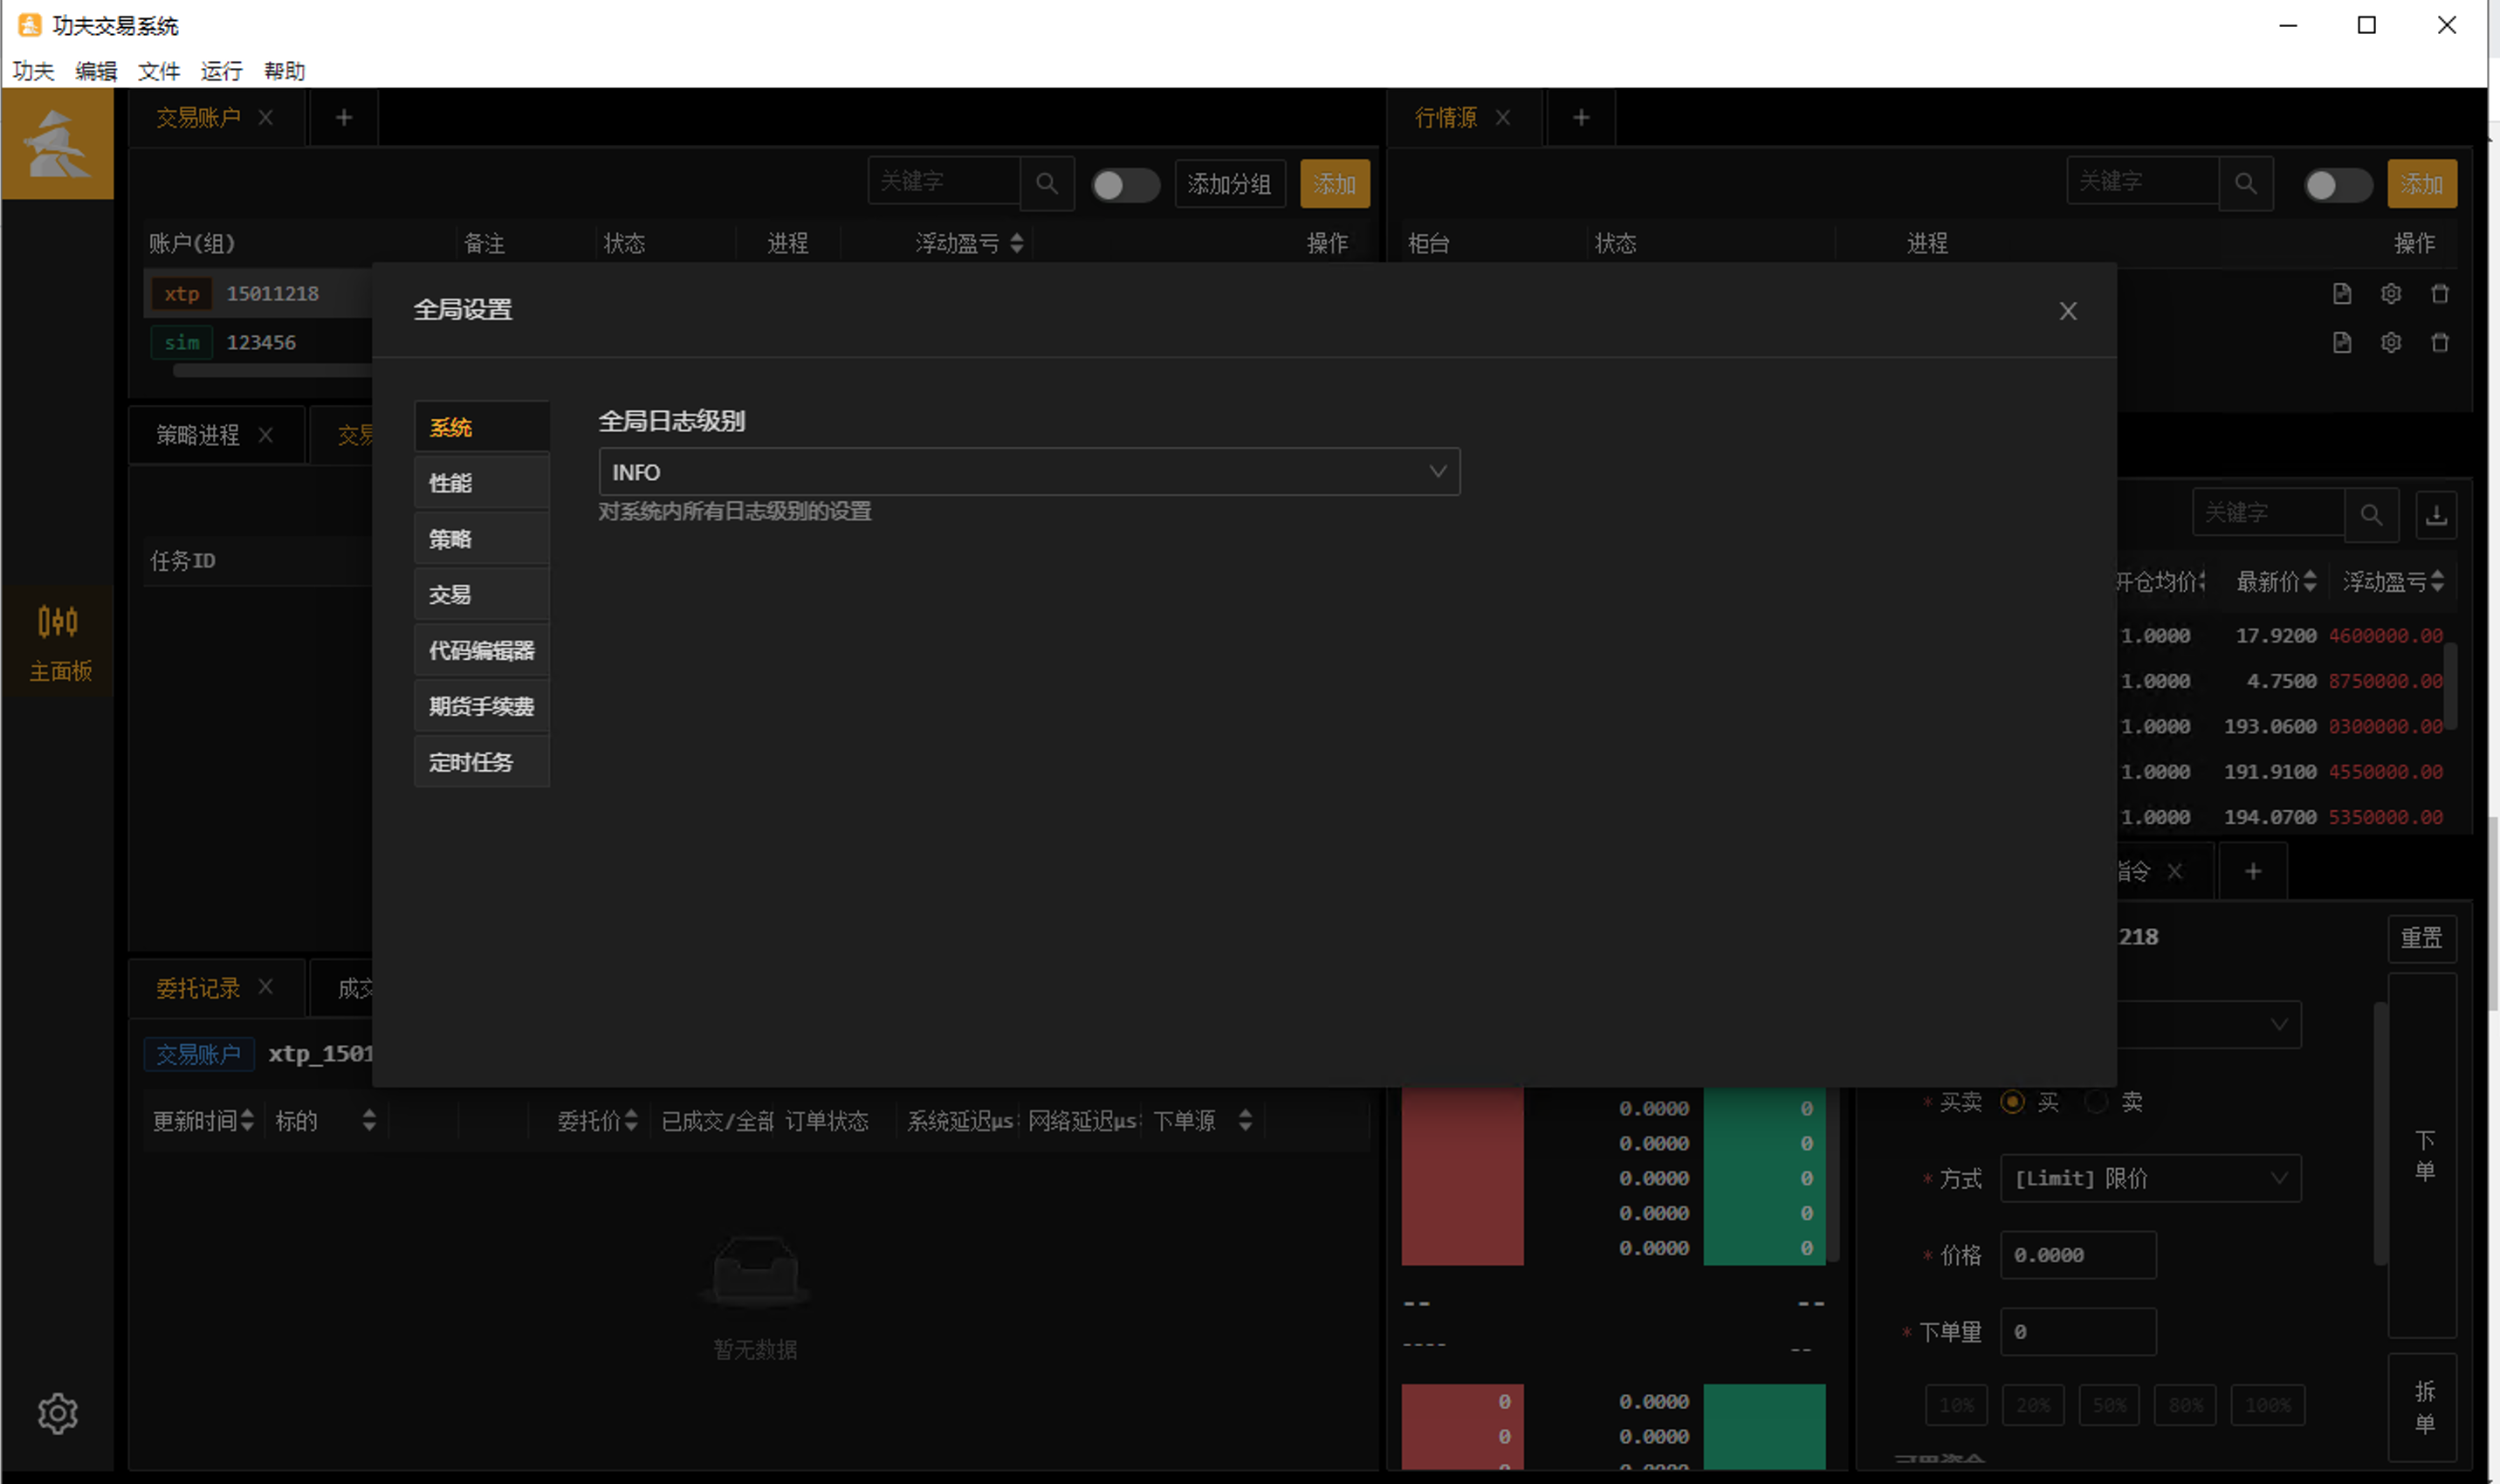 功夫交易系统
功夫 编辑 文件 运行 帮助
交易账户
行情源
关键字 添加分组 添加
关键字 添加
账户(组) 备注 状态 进程 浮动盈亏 操作
柜台 状态 进程 操作
xtp 15011218
sim 123456
全局设置
系统
性能
策略
交易
代码编辑器
期货手续费
定时任务
全局日志级别
INFO
对系统内所有日志级别的设置
策略进程
任务ID
主面板
关键字
开仓均价 最新价 浮动盈亏
1.0000 17.9200 4600000.00
1.0000 4.7500 8750000.00
1.0000 193.0600 0300000.00
1.0000 191.9100 4550000.00
1.0000 194.0700 5350000.00
指令
218 重置
委托记录 成交
交易账户 xtp_1501
更新时间 标的 委托价 已成交/全部 订单状态 系统延迟μs 网络延迟μs 下单源
暂无数据
0.0000 0
0.0000 0
0.0000 0
0.0000 0
0.0000 0
-- --
---- --
0 0.0000
0 0.0000
* 买卖 买 卖
* 方式 [Limit] 限价
* 价格 0.0000
* 下单量 0
10% 20% 50% 80% 100%
下单
拆单